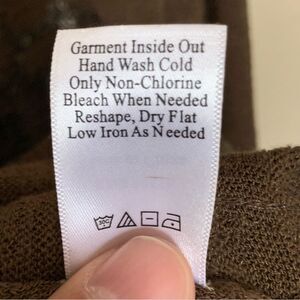 Garment Inside Out
Hand Wash Cold
Only Non-Chlorine
Bleach When Needed
Reshape, Dry Flat
Low Iron As Needed
30C